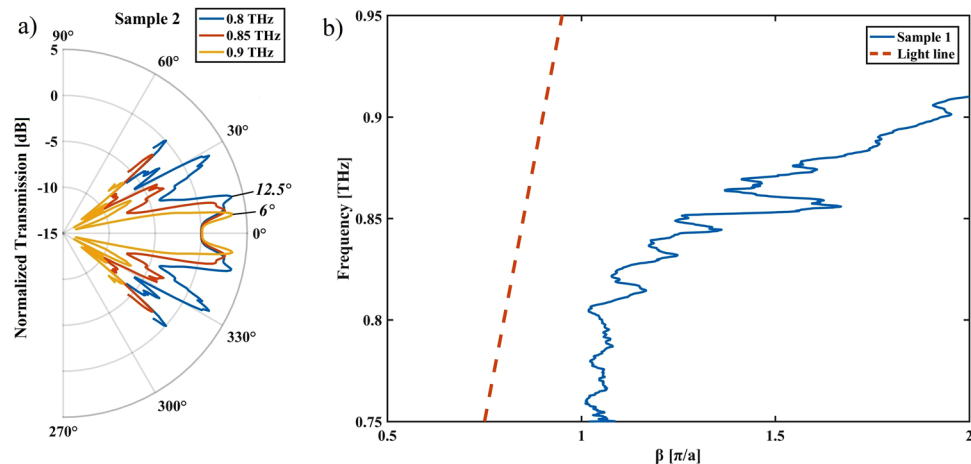 a)
Sample 2
0.8 THz
0.85 THz
0.9 THz
90°
60°
30°
12.5°
6°
0°
330°
300°
270°
5
0
-5
-10
-15
Normalized Transmission [dB]
b)
Sample 1
Light line
0.95
0.9
0.85
0.8
0.75
Frequency [THz]
0.5
1
1.5
2
β [π/a]